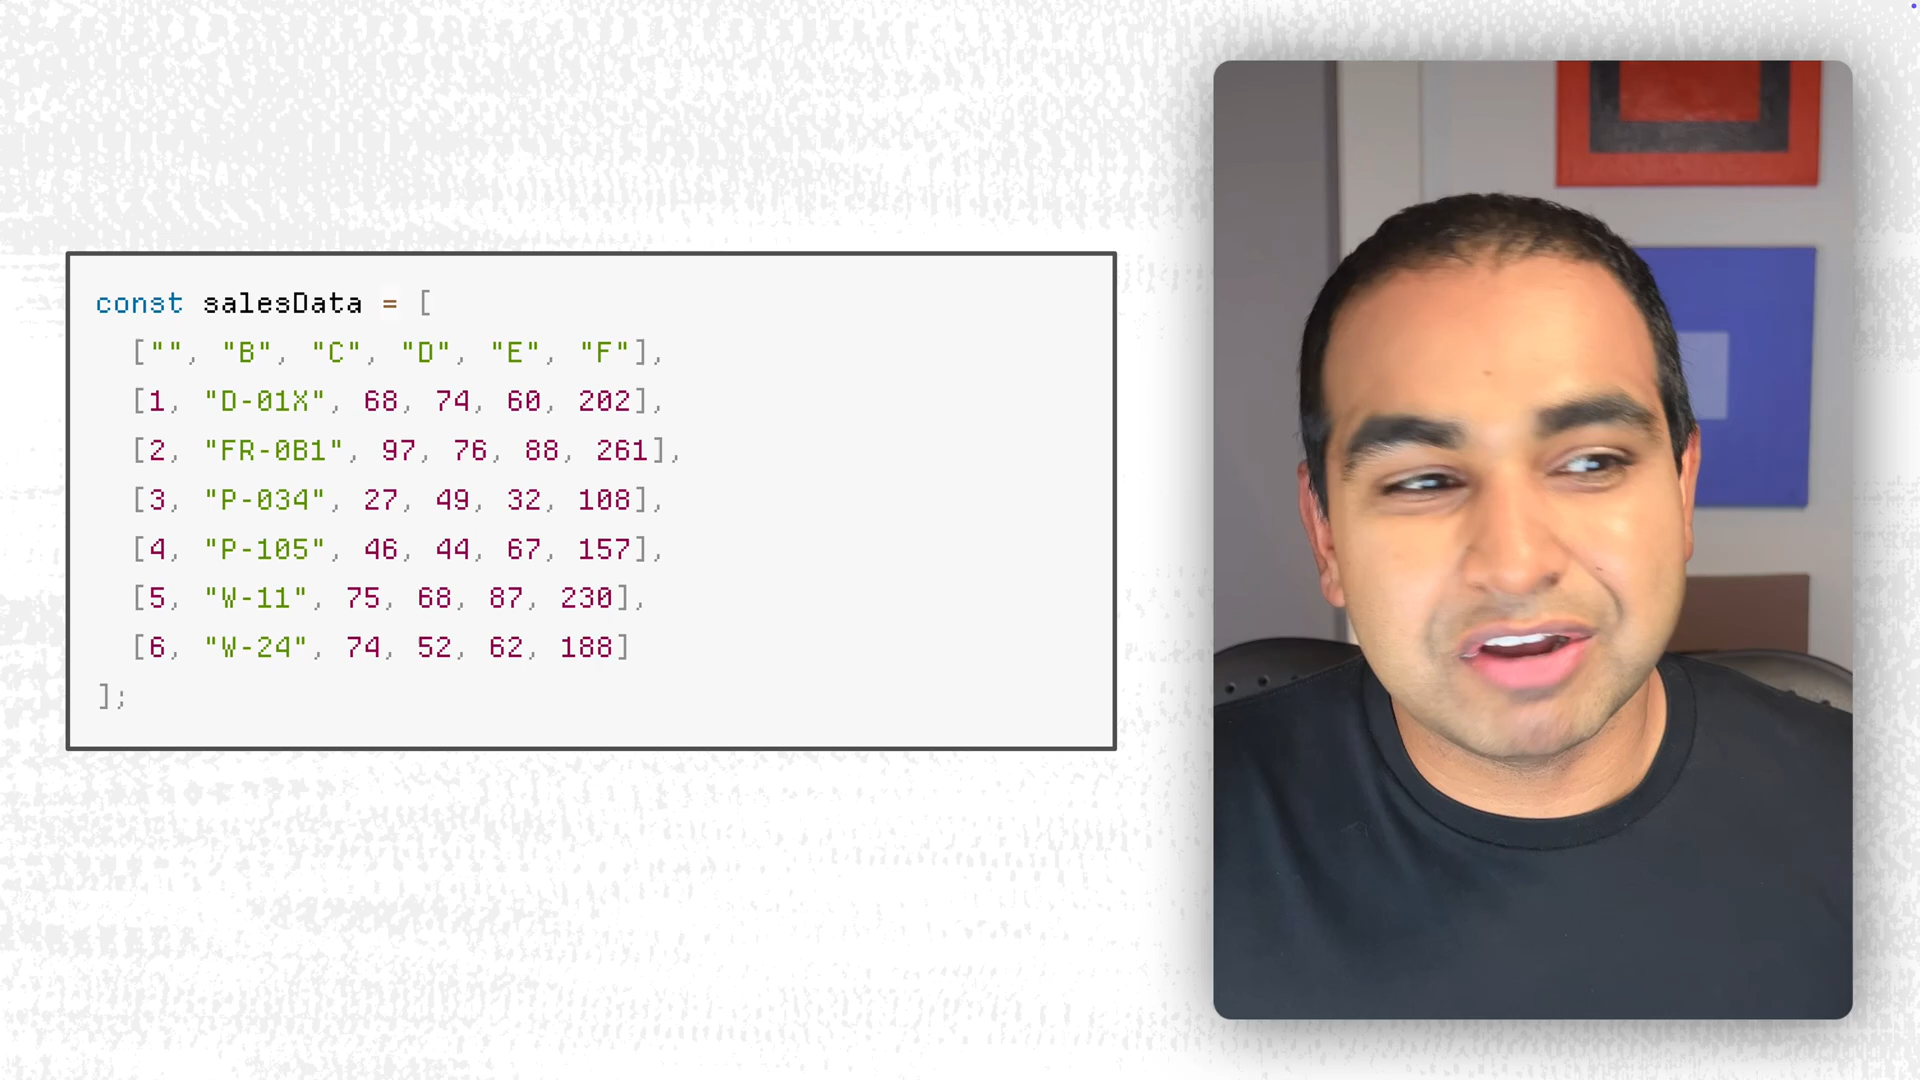 const salesData = [
["", "B", "C", "D", "E", "F"],
[1, "D-01X", 68, 74, 60, 202],
[2, "FR-0B1", 97, 76, 88, 261],
[3, "P-034", 27, 49, 32, 108],
[4, "P-105", 46, 44, 67, 157],
[5, "W-11", 75, 68, 87, 230],
[6, "W-24", 74, 52, 62, 188]
];